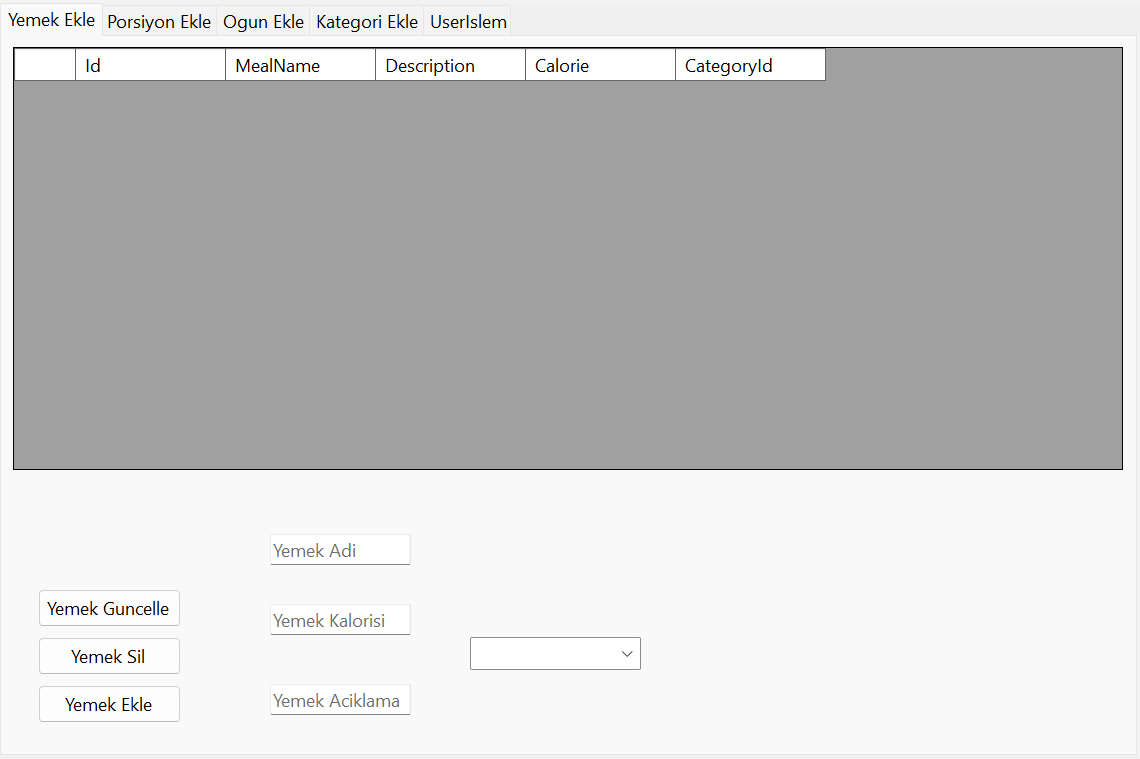 Yemek Ekle Porsiyon Ekle Ogun Ekle Kategori Ekle UserIslem
Id MealName Description Calorie CategoryId
Yemek Adi
Yemek Guncelle
Yemek Kalorisi
Yemek Sil
Yemek Ekle
Yemek Aciklama